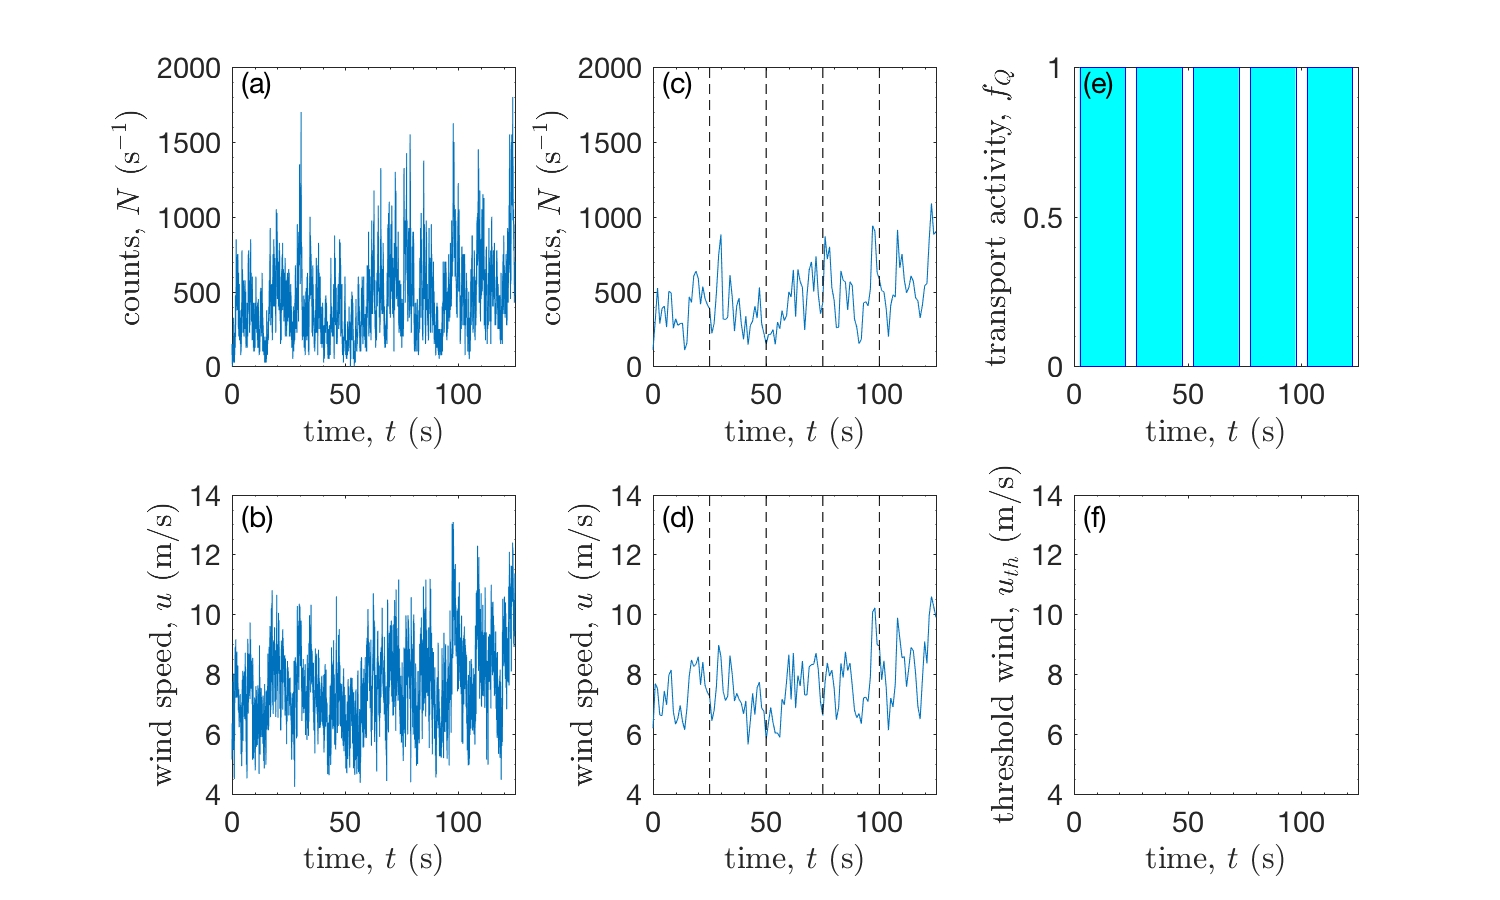 (a)
counts, N (s⁻¹)
2000
1500
1000
500
0
0 50 100
time, t (s)
(c)
counts, N (s⁻¹)
2000
1500
1000
500
0
0 50 100
time, t (s)
(e)
transport activity, f_Q
1
0.5
0
0 50 100
time, t (s)
(b)
wind speed, u (m/s)
14
12
10
8
6
4
0 50 100
time, t (s)
(d)
wind speed, u (m/s)
14
12
10
8
6
4
0 50 100
time, t (s)
(f)
threshold wind, u_th (m/s)
14
12
10
8
6
4
0 50 100
time, t (s)